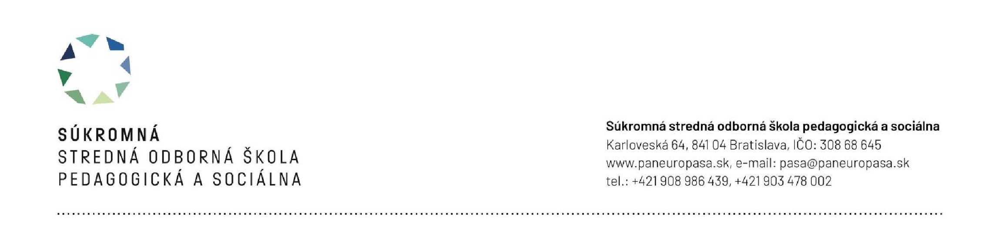 SÚKROMNÁ
STREDNÁ ODBORNÁ ŠKOLA
PEDAGOGICKÁ A SOCIÁLNA
Súkromná stredná odborná škola pedagogická a sociálna
Karloveská 64, 841 04 Bratislava, IČO: 308 68 645
www.paneuropasa.sk, e-mail: pasa@paneuropasa.sk
tel.: +421 908 986 439, +421 903 478 002